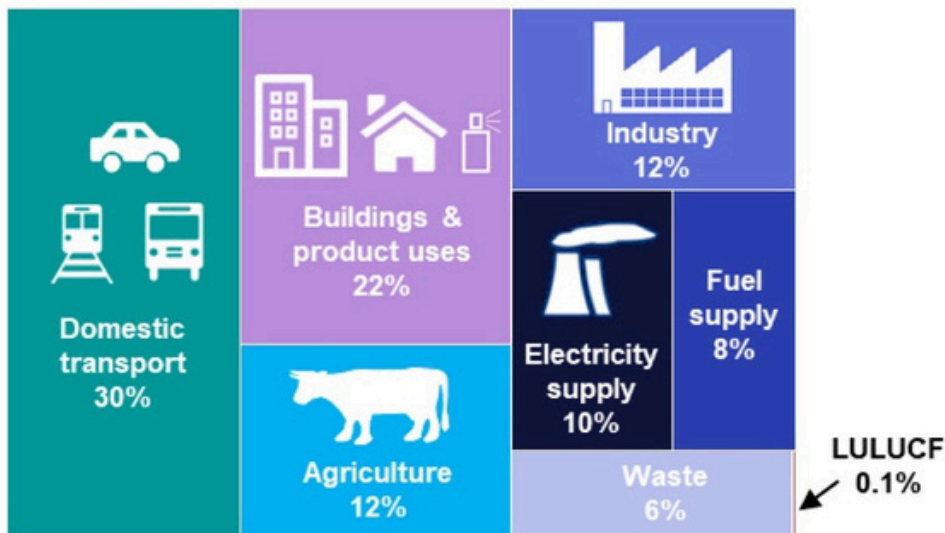 Domestic
transport
30%
Buildings &
product uses
22%
Agriculture
12%
Industry
12%
Electricity
supply
10%
Fuel
supply
8%
Waste
6%
LULUCF
0.1%